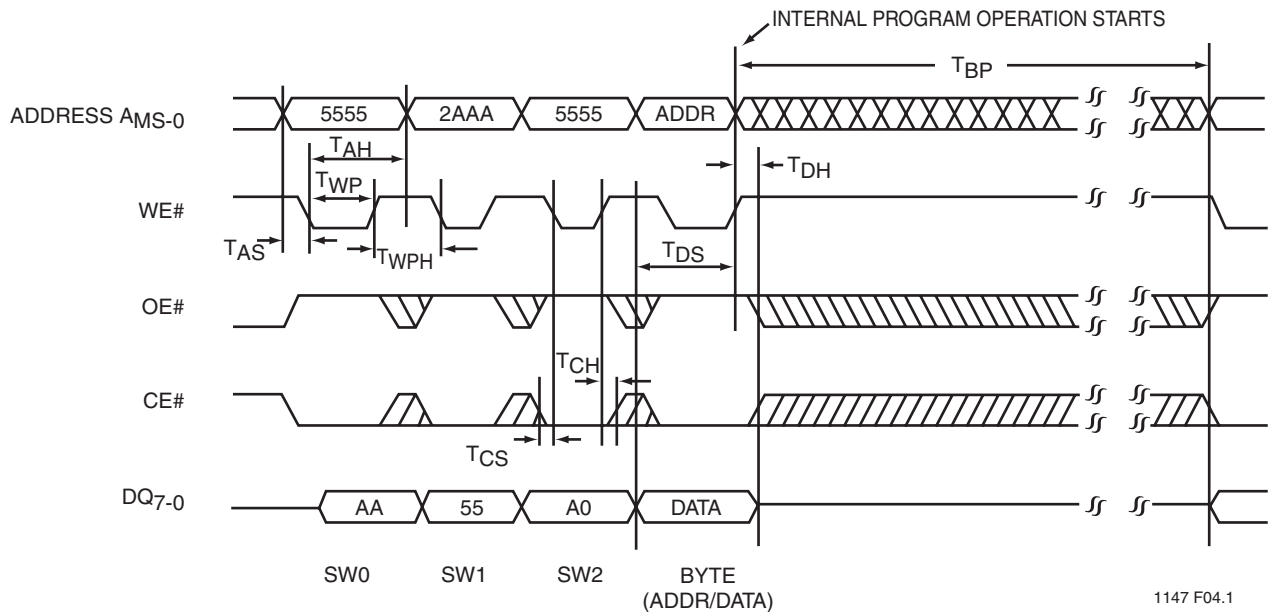 INTERNAL PROGRAM OPERATION STARTS
TBP
ADDRESS AMS-0
5555 2AAA 5555 ADDR
TAH
TDH
TWP
WE#
TAS
TWPH
TDS
OE#
TCH
CE#
TCS
DQ7-0
AA 55 A0 DATA
SW0 SW1 SW2 BYTE
(ADDR/DATA)
1147 F04.1